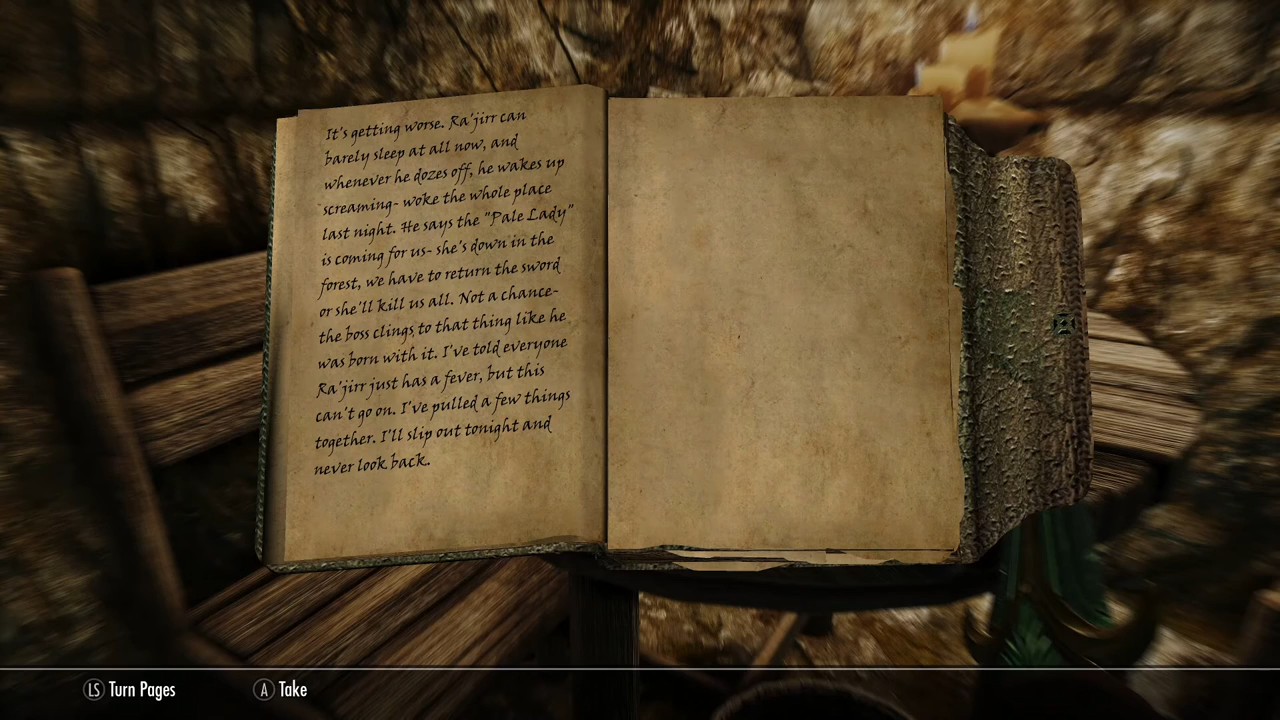 It's getting worse. Ra'jirr can
barely sleep at all now, and
whenever he dozes off, he wakes up
screaming- woke the whole place
last night. He says the "Pale Lady"
is coming for us- she's down in the
forest, we have to return the sword
or she'll kill us all. Not a chance-
the boss clings to that thing like he
was born with it. I've told everyone
Ra'jirr just has a fever, but this
can't go on. I've pulled a few things
together. I'll slip out tonight and
never look back.
LS Turn Pages
A Take